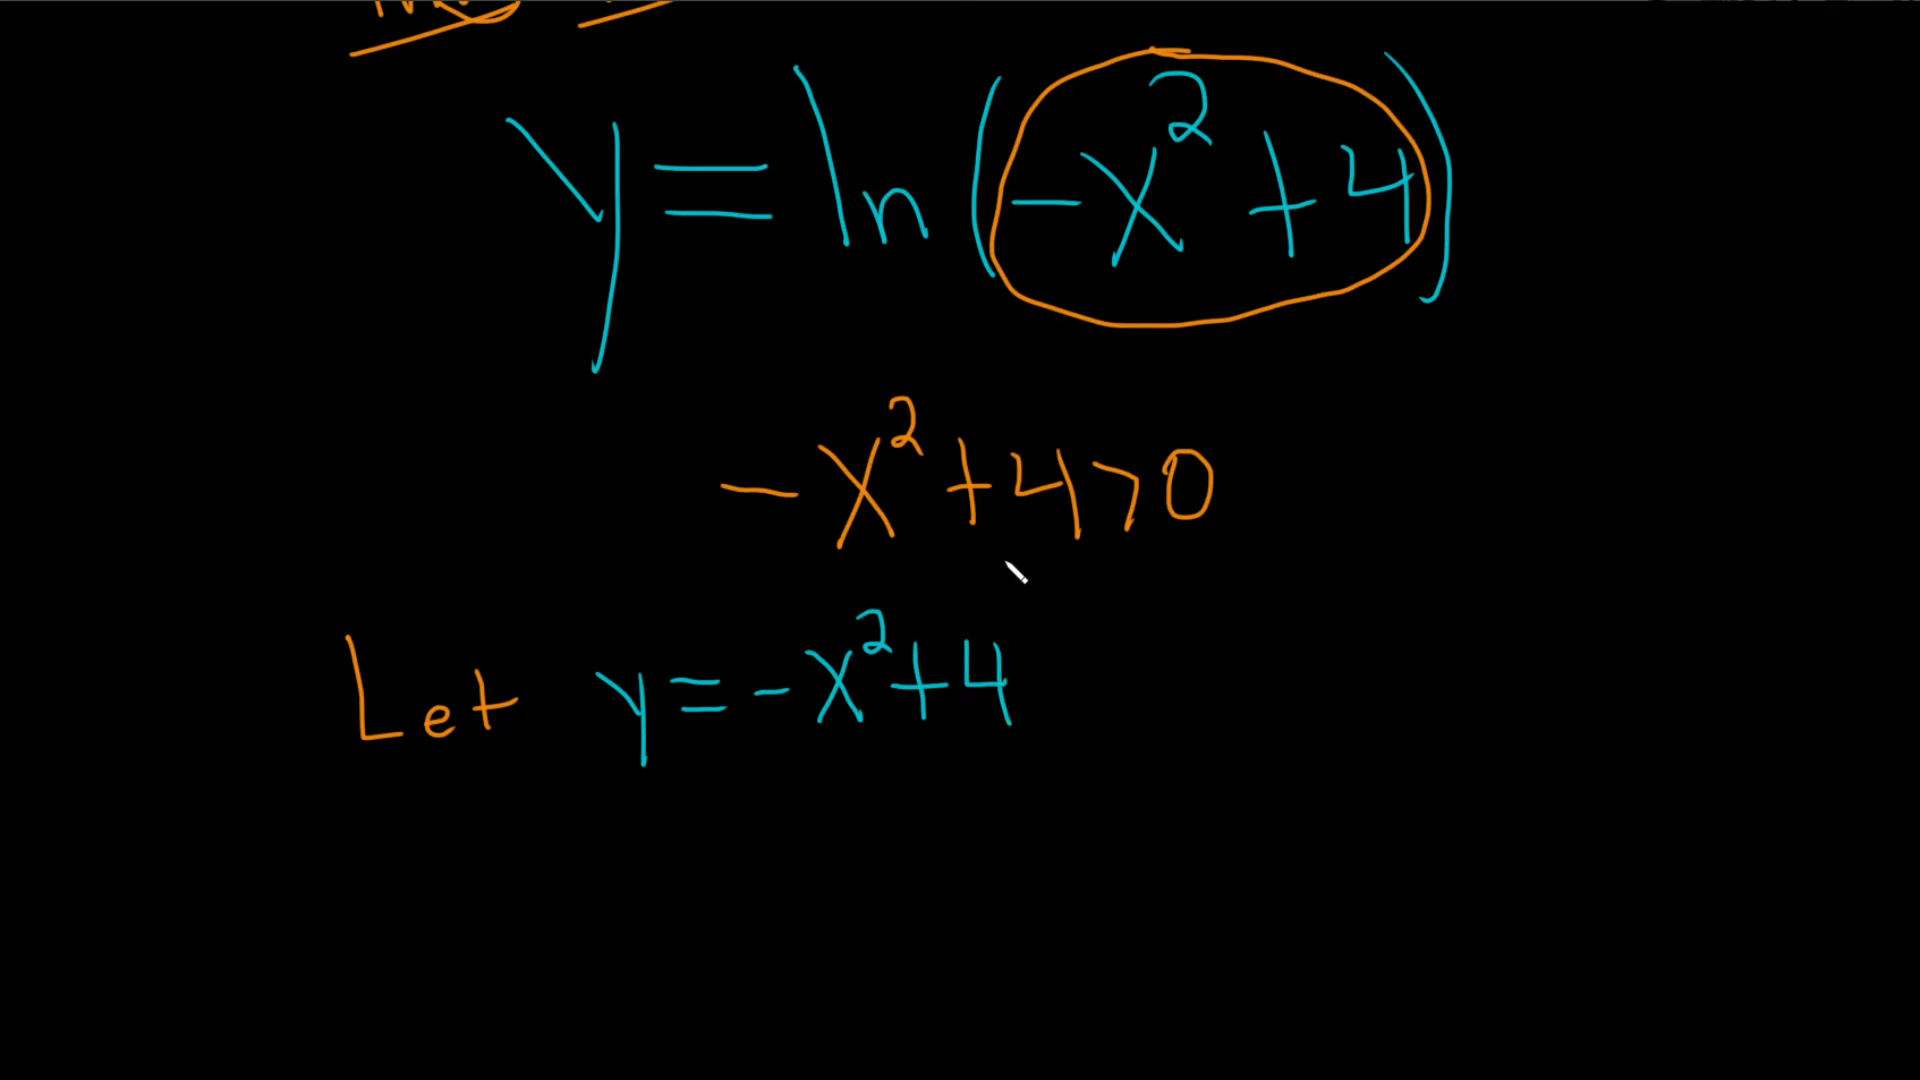 y = ln(-x² + 4)
-x² + 4 > 0
Let y = -x² + 4